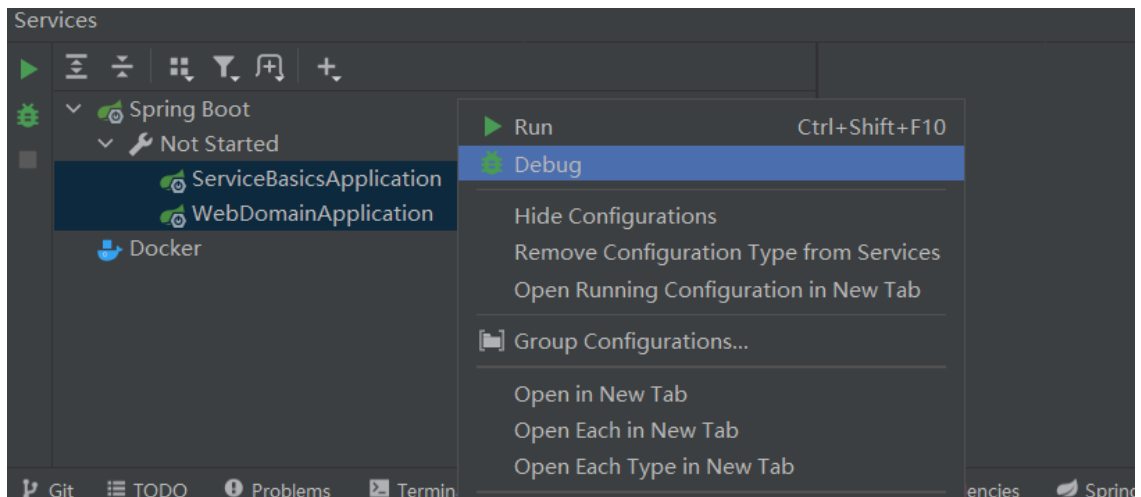 Services
Spring Boot
Not Started
ServiceBasicsApplication
WebDomainApplication
Docker
Run Ctrl+Shift+F10
Debug
Hide Configurations
Remove Configuration Type from Services
Open Running Configuration in New Tab
Group Configurations...
Open in New Tab
Open Each in New Tab
Open Each Type in New Tab
Git TODO Problems